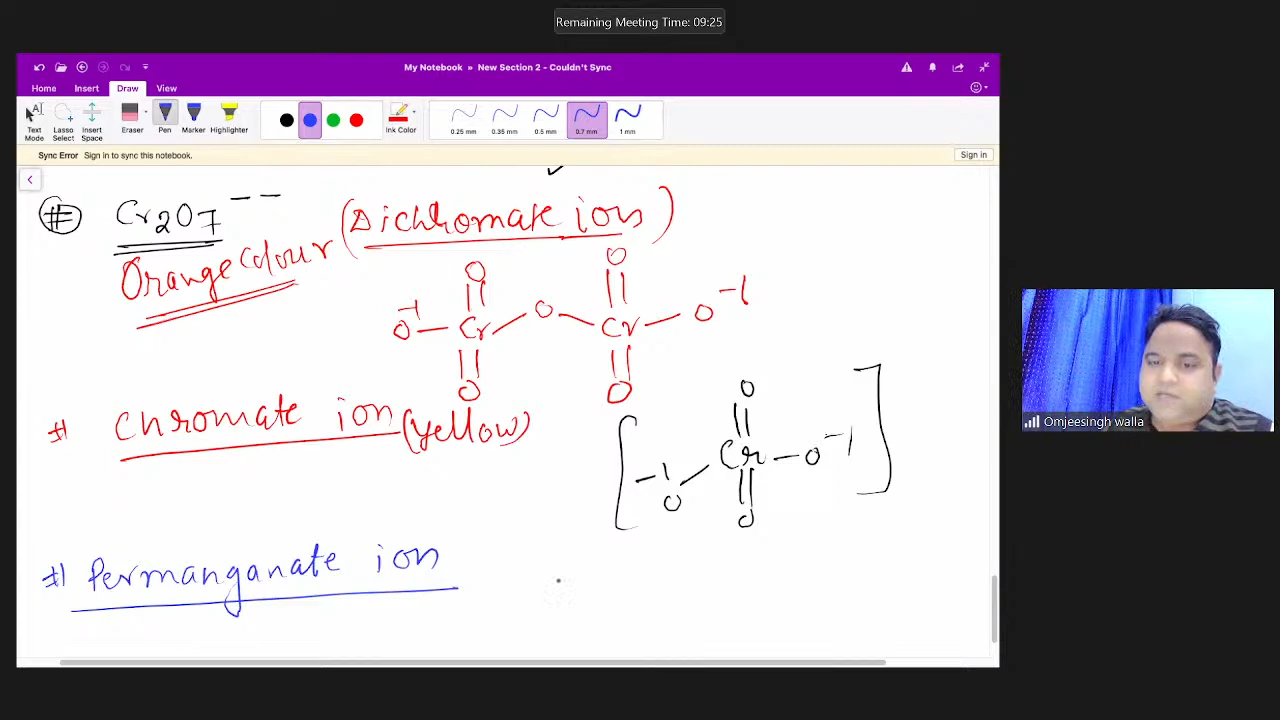 Remaining Meeting Time: 09:25
My Notebook » New Section 2 - Couldn't Sync
Home Insert Draw View
Text Mode
Lasso Select
Insert Space
Eraser
Pen
Marker
Highlighter
Ink Color
0.25 mm
0.35 mm
0.5 mm
0.7 mm
1 mm
Sync Error Sign in to sync this notebook.
Sign in
# Cr2O7 -- (Dichromate ion)
Orange Colour
O O
O -1 Cr O Cr O -1
O O
# Chromate ion (yellow)
O
-1 O Cr O -1
O
# Permanganate ion
Omjeesingh walla